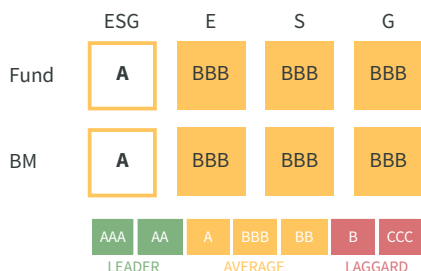 ESG E S G
Fund A BBB BBB BBB
BM A BBB BBB BBB
AAA AA A BBB BB B CCC
LEADER AVERAGE LAGGARD